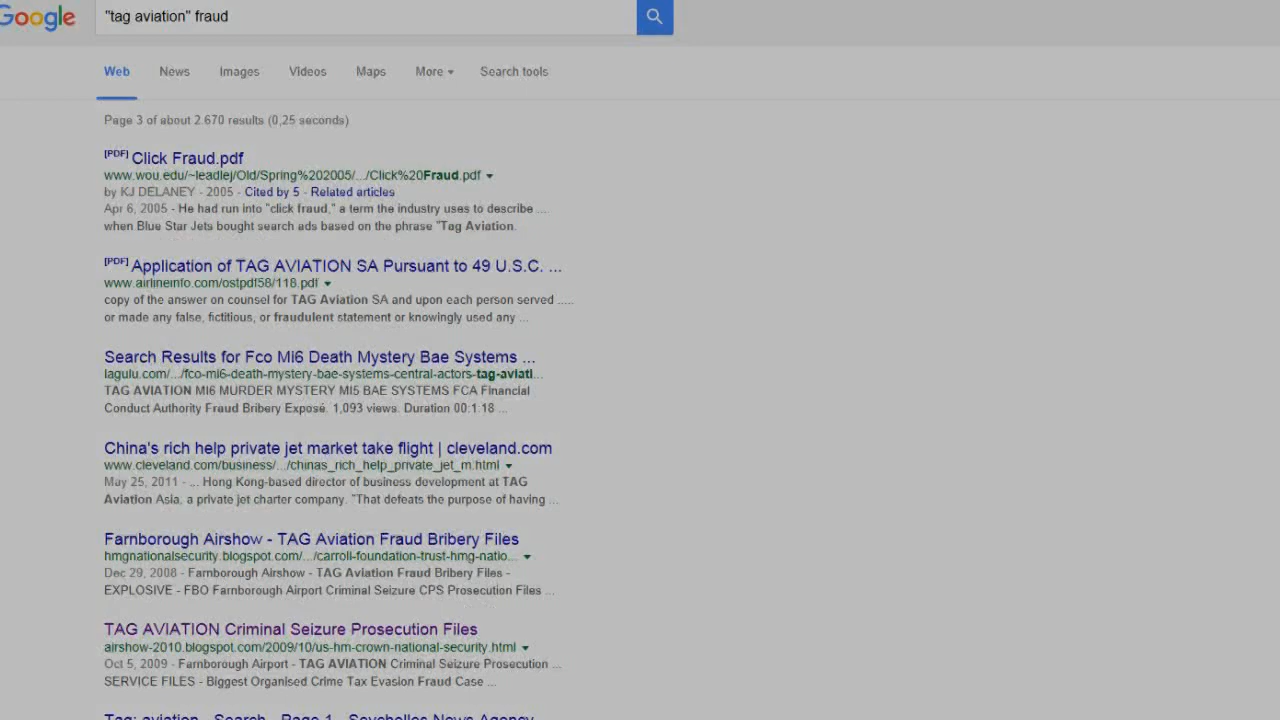 Google
"tag aviation" fraud
Web News Images Videos Maps More Search tools
Page 3 of about 2.670 results (0,25 seconds)
[PDF] Click Fraud.pdf
www.wou.edu/~leadlej/Old/Spring%202005/.../Click%20Fraud.pdf
by KJ DELANEY - 2005 - Cited by 5 - Related articles
Apr 6, 2005 - He had run into "click fraud," a term the industry uses to describe ...
when Blue Star Jets bought search ads based on the phrase "Tag Aviation.
[PDF] Application of TAG AVIATION SA Pursuant to 49 U.S.C. ...
www.airlineinfo.com/ostpdf58/118.pdf
copy of the answer on counsel for TAG Aviation SA and upon each person served .....
or made any false, fictitious, or fraudulent statement or knowingly used any ...
Search Results for Fco MI6 Death Mystery Bae Systems ...
lagulu.com/.../fco-mi6-death-mystery-bae-systems-central-actors-tag-aviati...
TAG AVIATION MI6 MURDER MYSTERY MI5 BAE SYSTEMS FCA Financial
Conduct Authority Fraud Bribery Exposé. 1,093 views. Duration 00:1:18 ...
China's rich help private jet market take flight | cleveland.com
www.cleveland.com/business/.../chinas_rich_help_private_jet_m.html
May 25, 2011 - ... Hong Kong-based director of business development at TAG
Aviation Asia, a private jet charter company. "That defeats the purpose of having ...
Farnborough Airshow - TAG Aviation Fraud Bribery Files
hmgnationalsecurity.blogspot.com/.../carroll-foundation-trust-hmg-natio...
Dec 29, 2008 - Farnborough Airshow - TAG Aviation Fraud Bribery Files -
EXPLOSIVE - FBO Farnborough Airport Criminal Seizure CPS Prosecution Files ...
TAG AVIATION Criminal Seizure Prosecution Files
airshow-2010.blogspot.com/2009/10/us-hm-crown-national-security.html
Oct 5, 2009 - Farnborough Airport - TAG AVIATION Criminal Seizure Prosecution ...
SERVICE FILES - Biggest Organised Crime Tax Evasion Fraud Case ...
Tag: aviation - Search - Page 1 - Seychelles News Agency